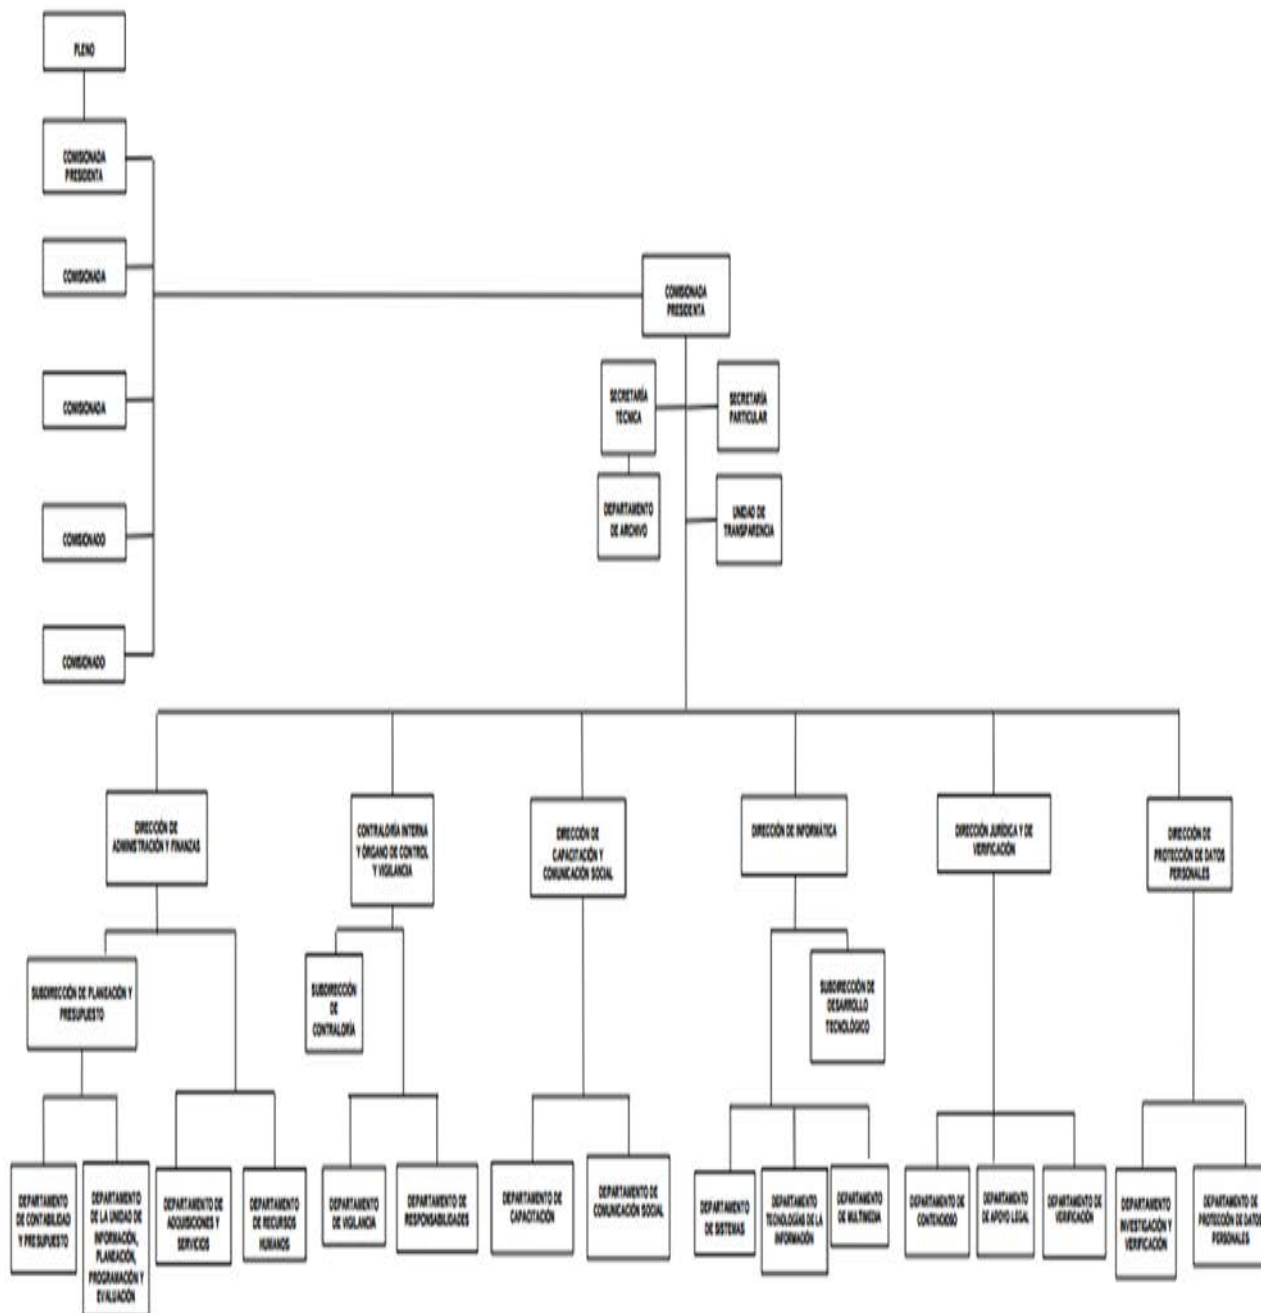 PLENO
COMISIONADA
PRESIDENTA
COMISIONADA
COMISIONADA
COMISIONADO
COMISIONADO
COMISIONADA
PRESIDENTA
SECRETARÍA
TÉCNICA
SECRETARÍA
PARTICULAR
DEPARTAMENTO
DE ARCHIVO
UNIDAD DE
TRANSPARENCIA
DIRECCIÓN DE
ADMINISTRACIÓN Y FINANZAS
CONTRALORÍA INTERNA
Y ÓRGANO DE CONTROL
Y VIGILANCIA
DIRECCIÓN DE
CAPACITACIÓN Y
COMUNICACIÓN SOCIAL
DIRECCIÓN DE INFORMÁTICA
DIRECCIÓN JURÍDICA Y DE
VERIFICACIÓN
DIRECCIÓN DE
PROTECCIÓN DE DATOS
PERSONALES
SUBDIRECCIÓN DE PLANEACIÓN Y
PRESUPUESTO
SUBDIRECCIÓN
DE
CONTRALORÍA
SUBDIRECCIÓN DE
DESARROLLO
TECNOLÓGICO
DEPARTAMENTO
DE CONTABILIDAD
Y PRESUPUESTO
DEPARTAMENTO
DE LA UNIDAD DE
INFORMACIÓN,
PLANEACIÓN,
PROGRAMACIÓN Y
EVALUACIÓN
DEPARTAMENTO DE
ADQUISICIONES Y
SERVICIOS
DEPARTAMENTO
DE RECURSOS
HUMANOS
DEPARTAMENTO
DE VIGILANCIA
DEPARTAMENTO DE
RESPONSABILIDADES
DEPARTAMENTO DE
CAPACITACIÓN
DEPARTAMENTO DE
COMUNICACIÓN SOCIAL
DEPARTAMENTO
DE SISTEMAS
DEPARTAMENTO
TECNOLOGÍAS DE LA
INFORMACIÓN
DEPARTAMENTO
DE MULTIMEDIA
DEPARTAMENTO DE
CONTENCIOSO
DEPARTAMENTO
DE APOYO LEGAL
DEPARTAMENTO DE
VERIFICACIÓN
DEPARTAMENTO
INVESTIGACIÓN Y
VERIFICACIÓN
DEPARTAMENTO DE
PROTECCIÓN DE DATOS
PERSONALES